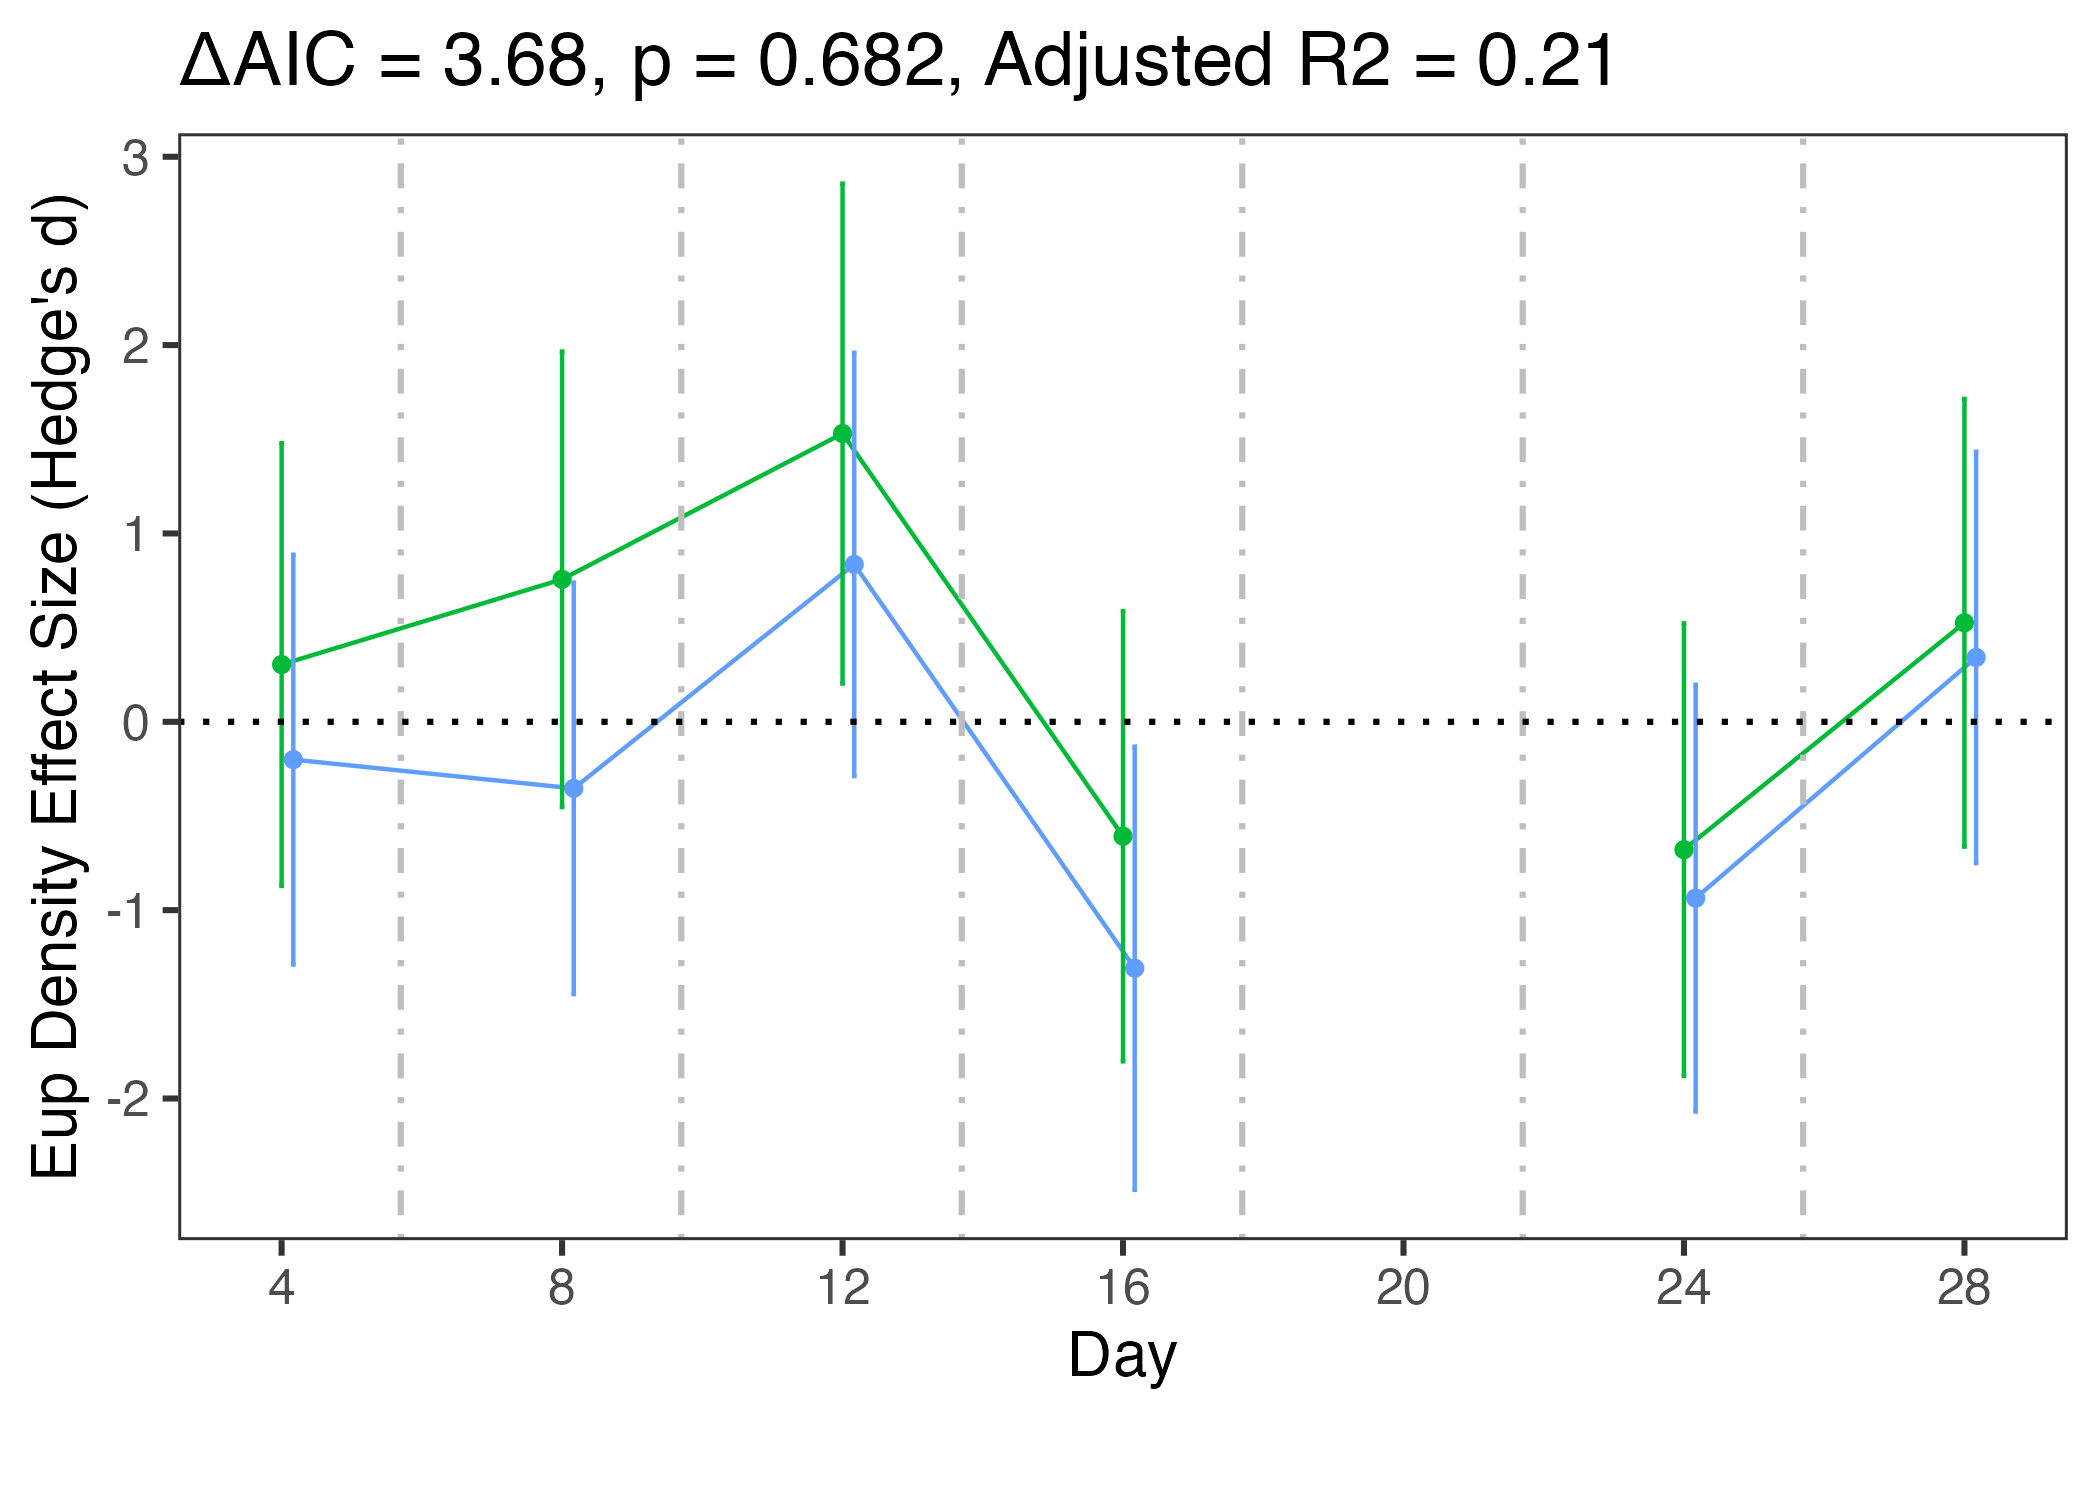 ΔAIC = 3.68, p = 0.682, Adjusted R2 = 0.21
Eup Density Effect Size (Hedge's d)
3
2
1
0
-1
-2
4 8 12 16 20 24 28
Day